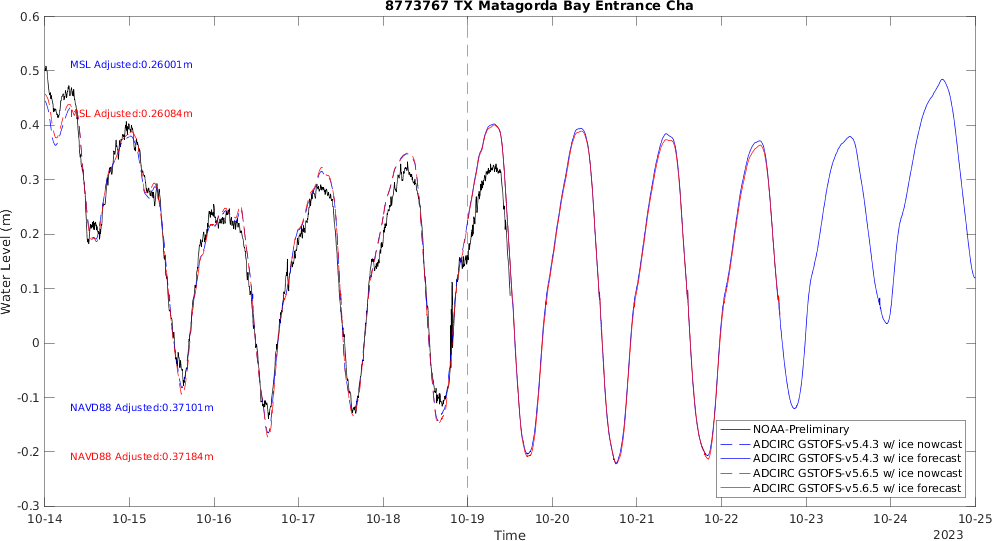 8773767 TX Matagorda Bay Entrance Cha
Water Level (m)
0.6
0.5
0.4
0.3
0.2
0.1
0
-0.1
-0.2
-0.3
MSL Adjusted:0.26001m
MSL Adjusted:0.26084m
NAVD88 Adjusted:0.37101m
NAVD88 Adjusted:0.37184m
NOAA-Preliminary
ADCIRC GSTOFS-v5.4.3 w/ ice nowcast
ADCIRC GSTOFS-v5.4.3 w/ ice forecast
ADCIRC GSTOFS-v5.6.5 w/ ice nowcast
ADCIRC GSTOFS-v5.6.5 w/ ice forecast
10-14 10-15 10-16 10-17 10-18 10-19 10-20 10-21 10-22 10-23 10-24 10-25
Time
2023